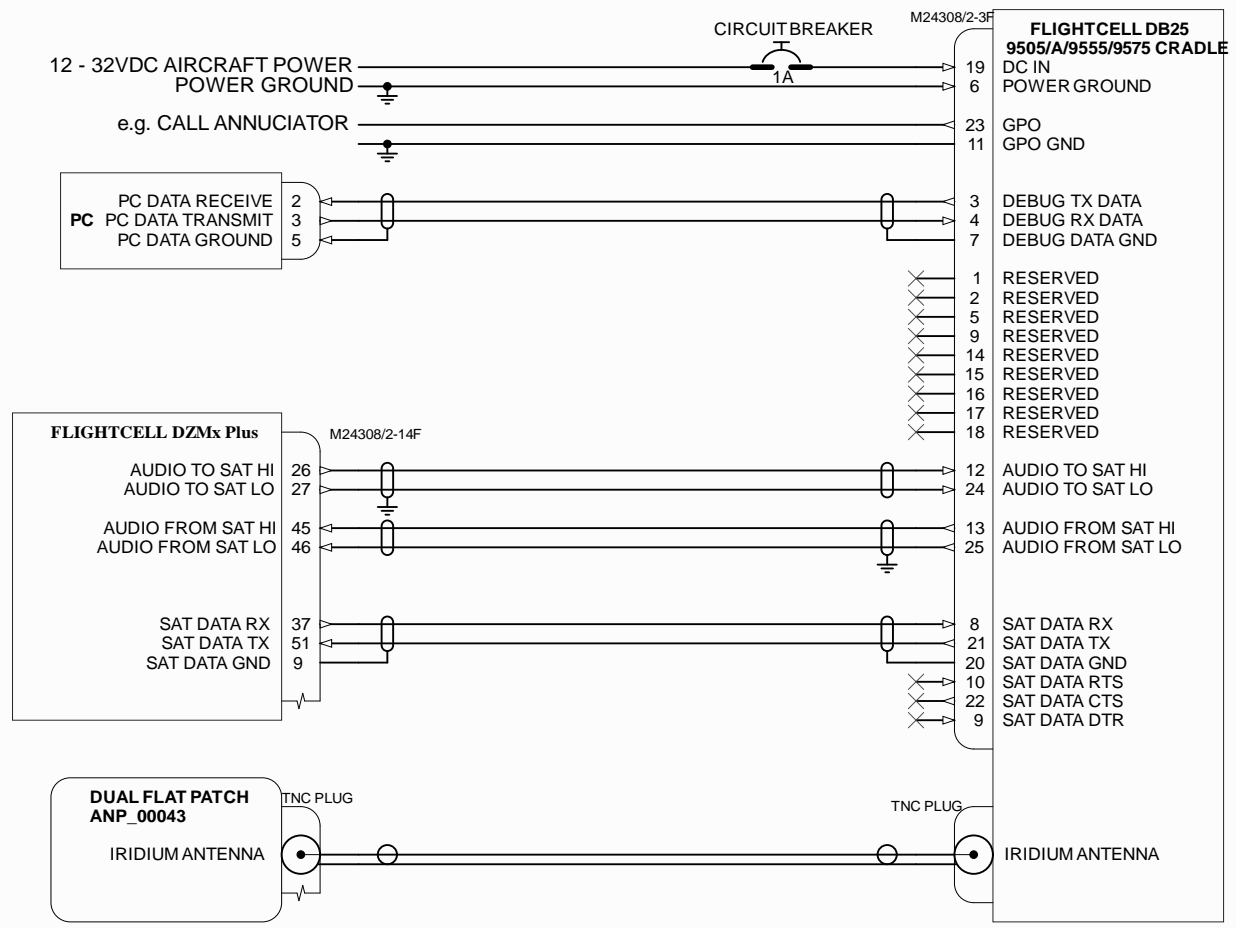 M24308/2-3F
CIRCUIT BREAKER
FLIGHTCELL DB25
9505/A/9555/9575 CRADLE
12 - 32VDC AIRCRAFT POWER 1A 19 DC IN
POWER GROUND 6 POWER GROUND
e.g. CALL ANNUCIATOR 23 GPO
11 GPO GND
PC DATA RECEIVE 2 3 DEBUG TX DATA
PC PC DATA TRANSMIT 3 4 DEBUG RX DATA
PC DATA GROUND 5 7 DEBUG DATA GND
1 RESERVED
2 RESERVED
5 RESERVED
9 RESERVED
14 RESERVED
15 RESERVED
16 RESERVED
17 RESERVED
18 RESERVED
FLIGHTCELL DZMx Plus M24308/2-14F
AUDIO TO SAT HI 26 12 AUDIO TO SAT HI
AUDIO TO SAT LO 27 24 AUDIO TO SAT LO
AUDIO FROM SAT HI 45 13 AUDIO FROM SAT HI
AUDIO FROM SAT LO 46 25 AUDIO FROM SAT LO
SAT DATA RX 37 8 SAT DATA RX
SAT DATA TX 51 21 SAT DATA TX
SAT DATA GND 9 20 SAT DATA GND
10 SAT DATA RTS
22 SAT DATA CTS
9 SAT DATA DTR
DUAL FLAT PATCH TNC PLUG
ANP_00043 TNC PLUG
IRIDIUM ANTENNA IRIDIUM ANTENNA